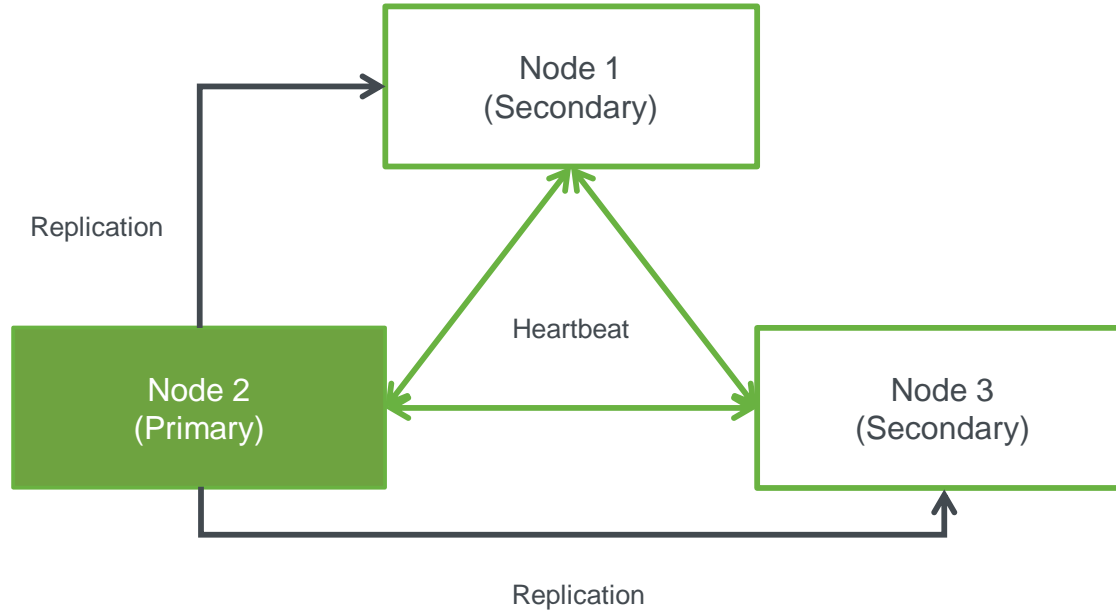 Node 1
(Secondary)
Replication
Heartbeat
Node 2
(Primary)
Node 3
(Secondary)
Replication